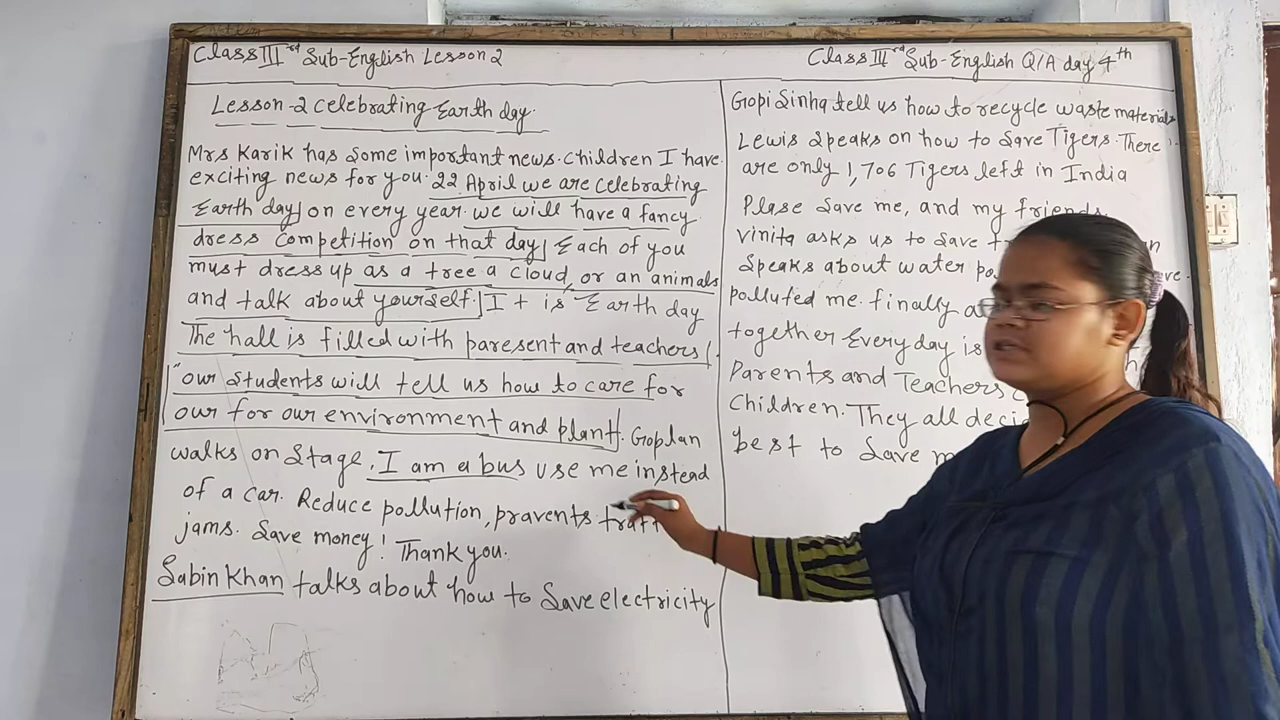 Class III rd Sub-English Lesson 2
Lesson-2 celebrating Earth day.
Mrs Karik has some important news. children I have
exciting news for you. 22 April we are celebrating
Earth day on every year. we will have a fancy
dress competition on that day Each of you
must dress up as a tree a cloud, or an animals
and talk about yourself. It is Earth day
The hall is filled with paresent and teachers!
"our students will tell us how to care for
our for our environment and plant. Goplan
walks on stage. I am a bus use me instead
of a car. Reduce pollution, pravents traff
jams. Save money! Thank you.
Sabin Khan talks about how to Save electricity
Class III rd Sub-English Q/A day 4th
Gopi Sinha tell us how to recycle waste materials
Lewis Speaks on how to Save Tigers. There
are only 1,706 Tigers left in India
Plase Save me, and my friends
vinita asks us to save
Speaks about water
polluted me. finally
together Everyday is
Parents and Teachers
Children. They all deci
best to Save